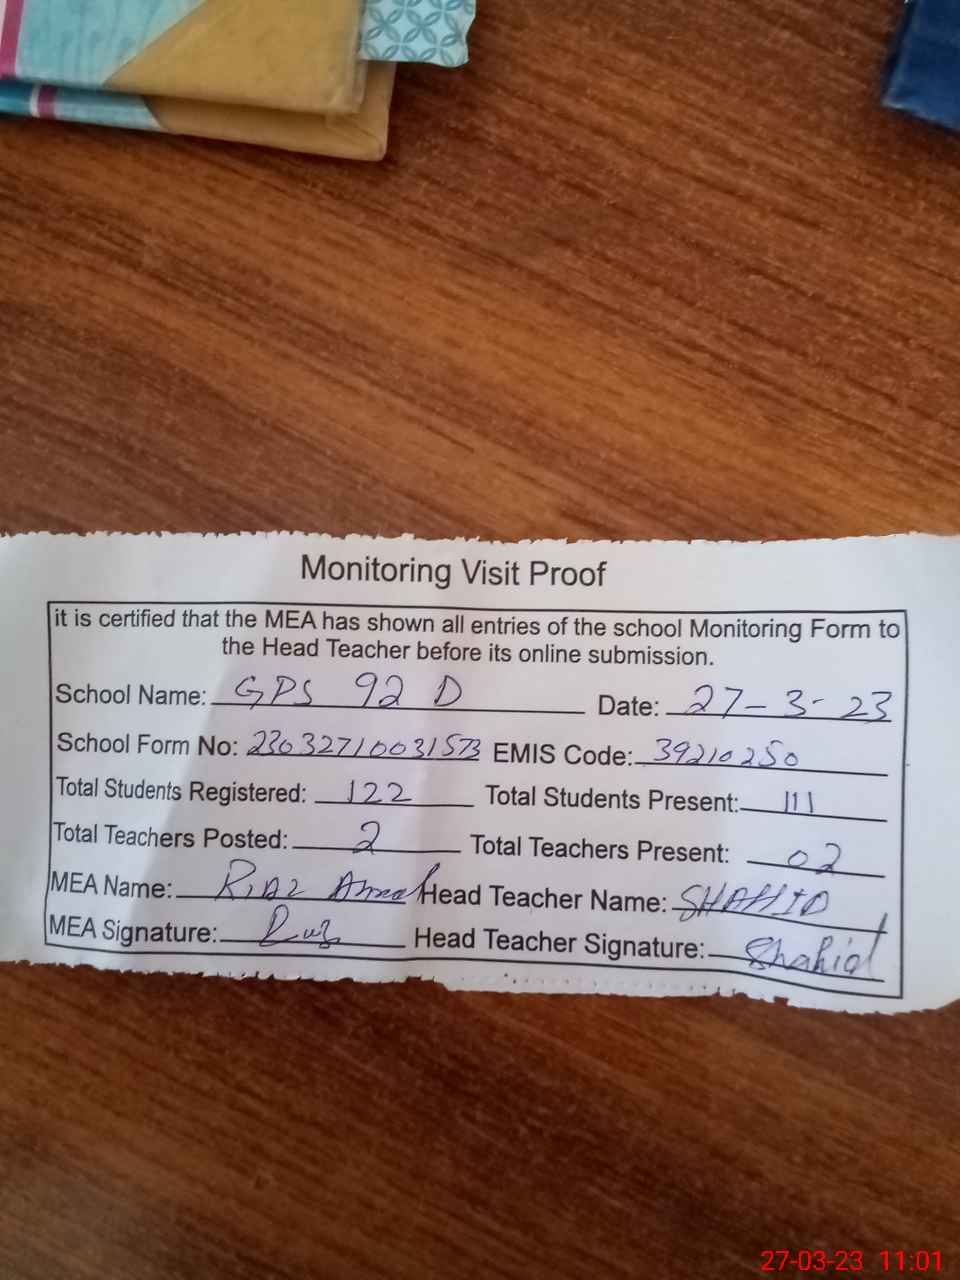 Monitoring Visit Proof
it is certified that the MEA has shown all entries of the school Monitoring Form to
the Head Teacher before its online submission.
School Name: GPS 92 D Date: 27-3-23
School Form No: 23032710031573 EMIS Code: 39210250
Total Students Registered: 122 Total Students Present: 111
Total Teachers Posted: 2 Total Teachers Present: 02
MEA Name: Riaz Ahmad Head Teacher Name: SHAHID
MEA Signature: Head Teacher Signature: Shahid
27-03-23 11:01